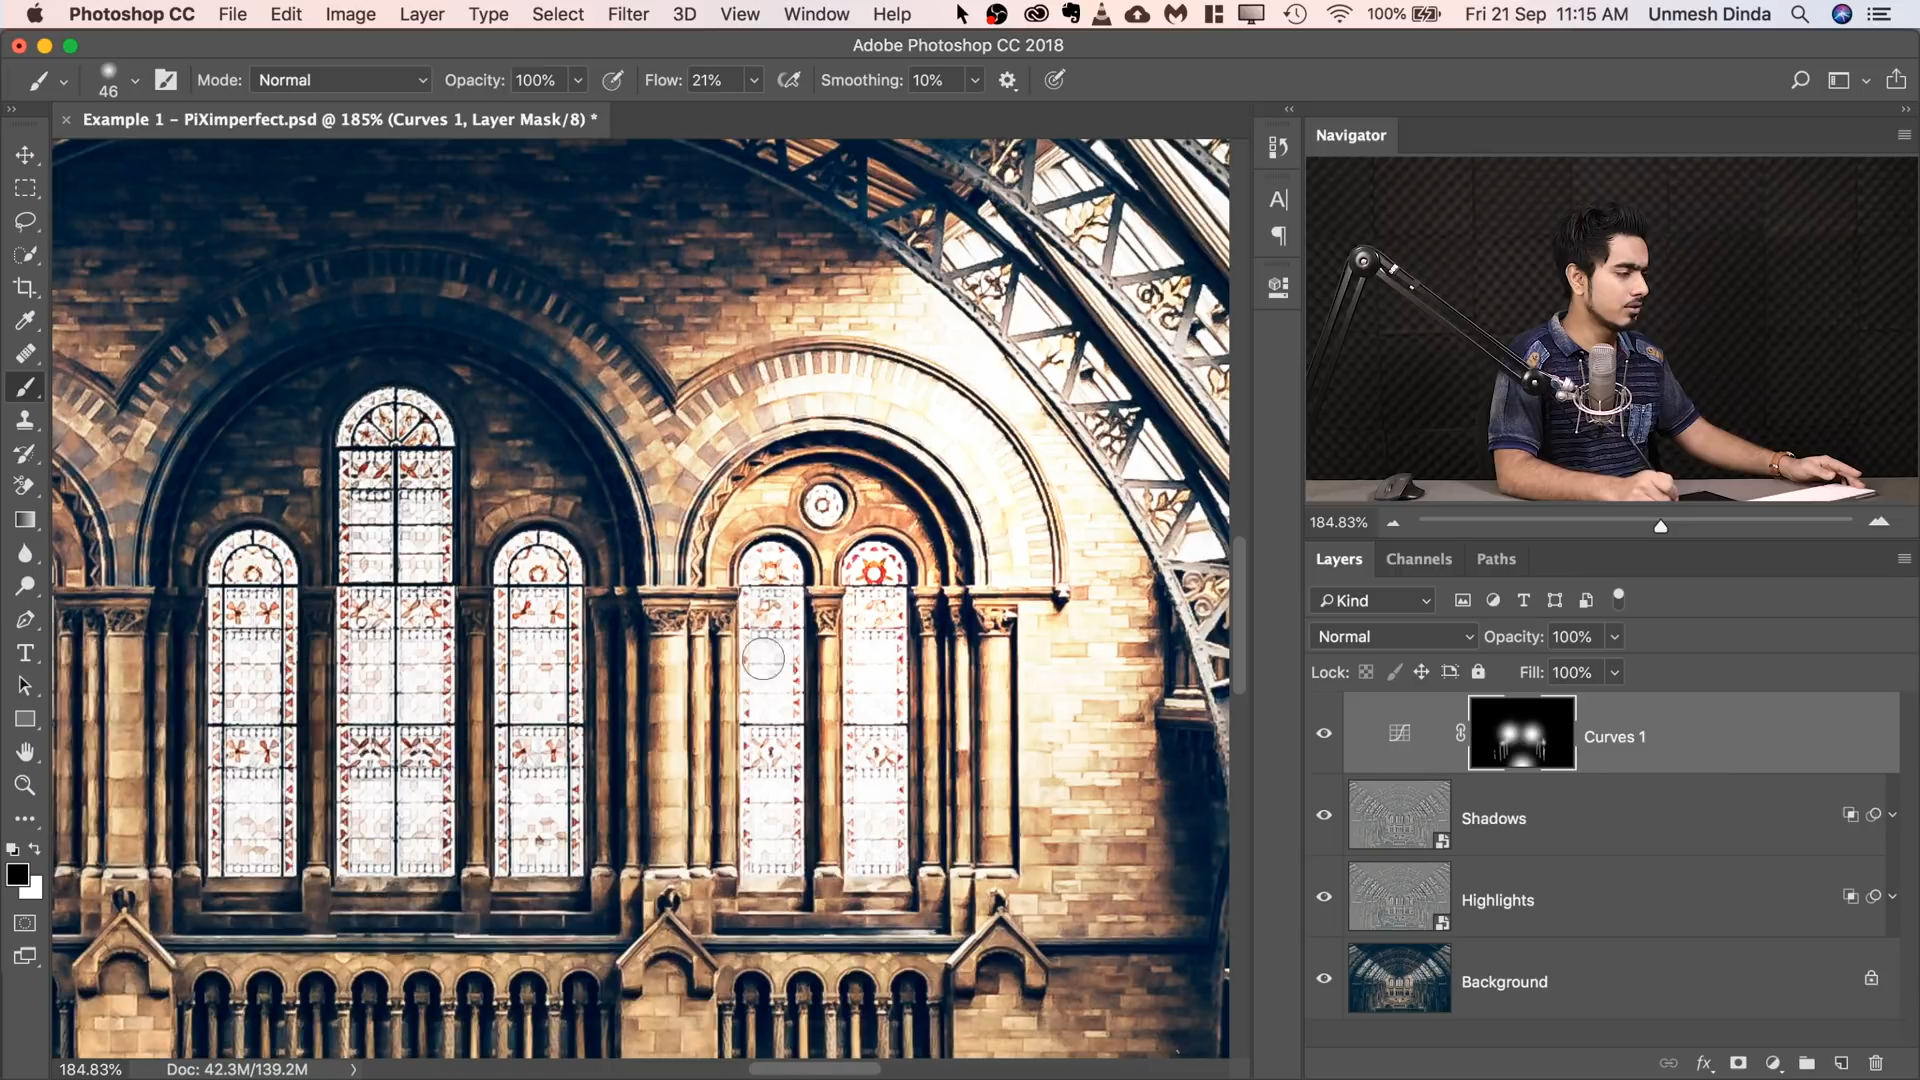 Photoshop CC File Edit Image Layer Type Select Filter 3D View Window Help 100% Fri 21 Sep 11:15 AM Unmesh Dinda
Adobe Photoshop CC 2018
46 Mode: Normal Opacity: 100% Flow: 21% Smoothing: 10%
Example 1 – PiXimperfect.psd @ 185% (Curves 1, Layer Mask/8) *
Navigator
184.83%
Layers Channels Paths
Kind
Normal Opacity: 100%
Lock: Fill: 100%
Curves 1
Shadows
Highlights
Background
184.83% Doc: 42.3M/139.2M